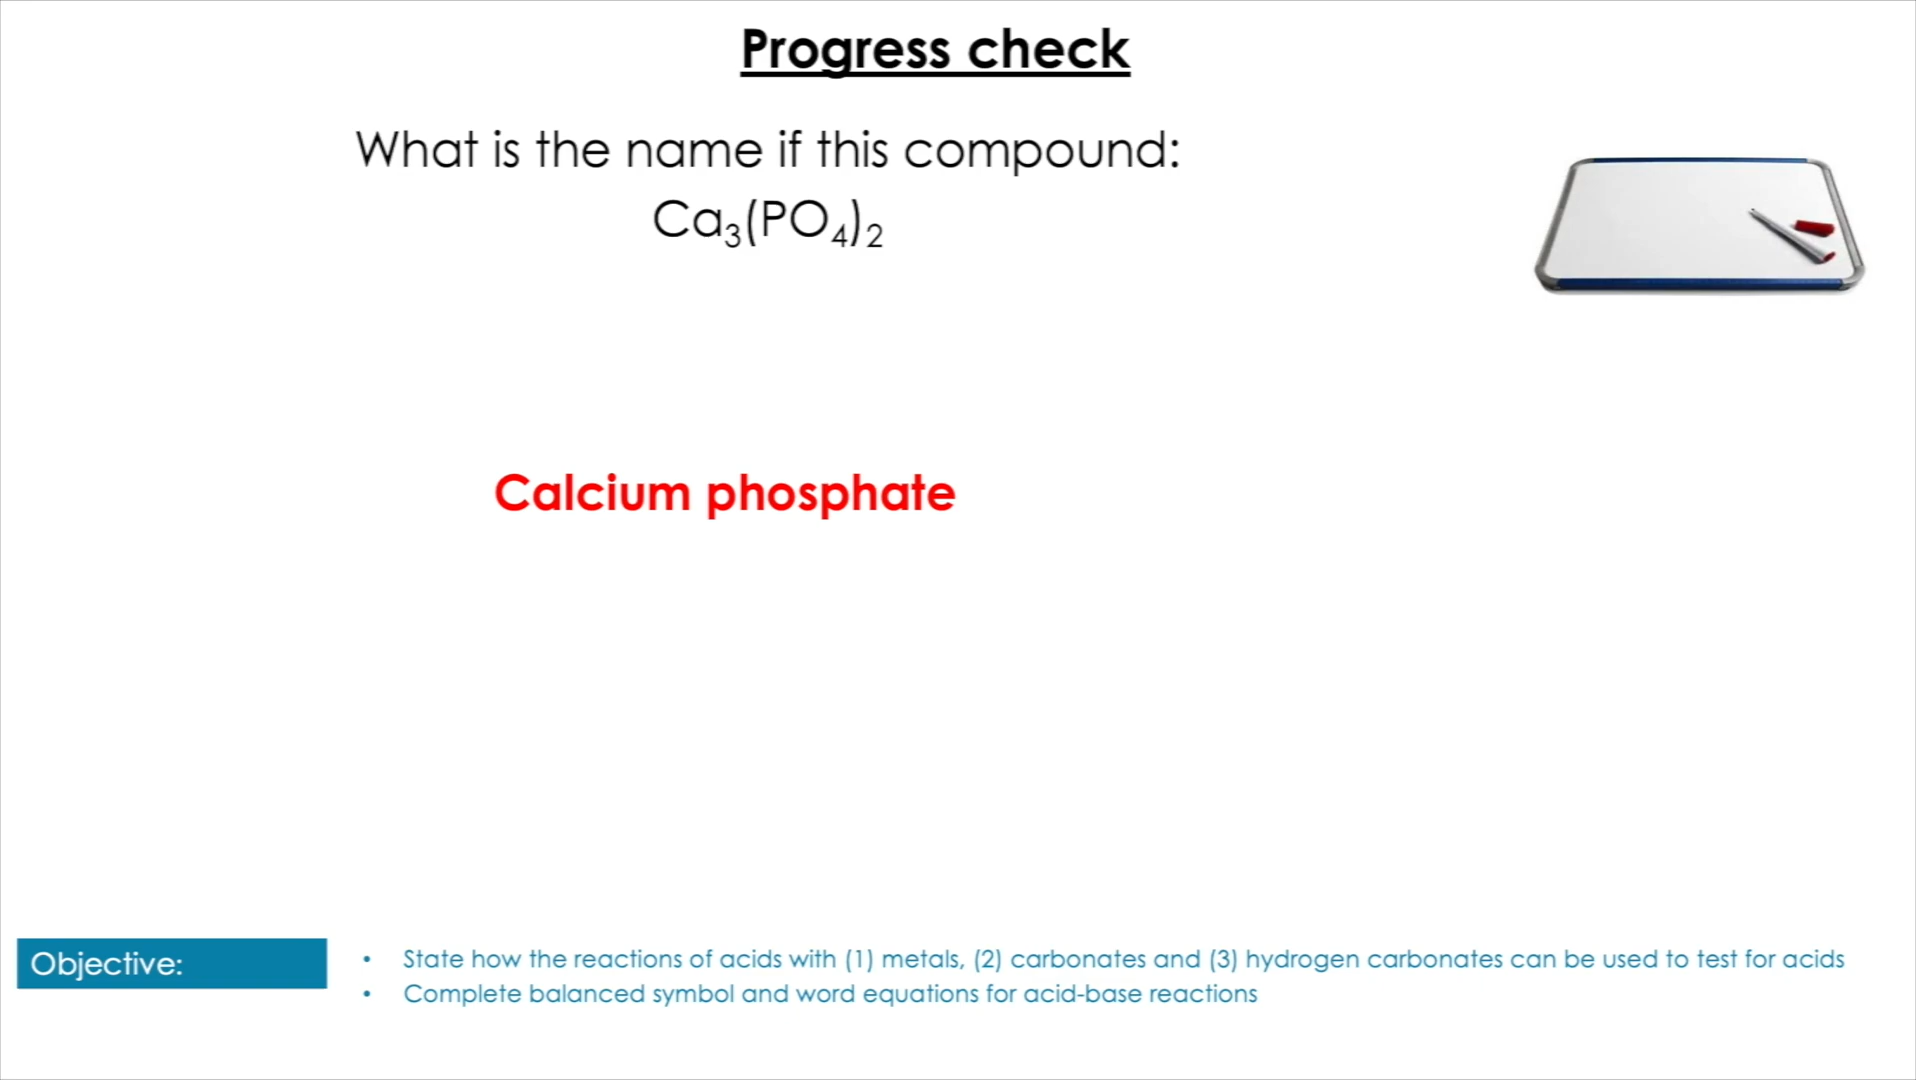 Progress check
What is the name if this compound:
Ca₃(PO₄)₂
Calcium phosphate
Objective:
• State how the reactions of acids with (1) metals, (2) carbonates and (3) hydrogen carbonates can be used to test for acids
• Complete balanced symbol and word equations for acid-base reactions